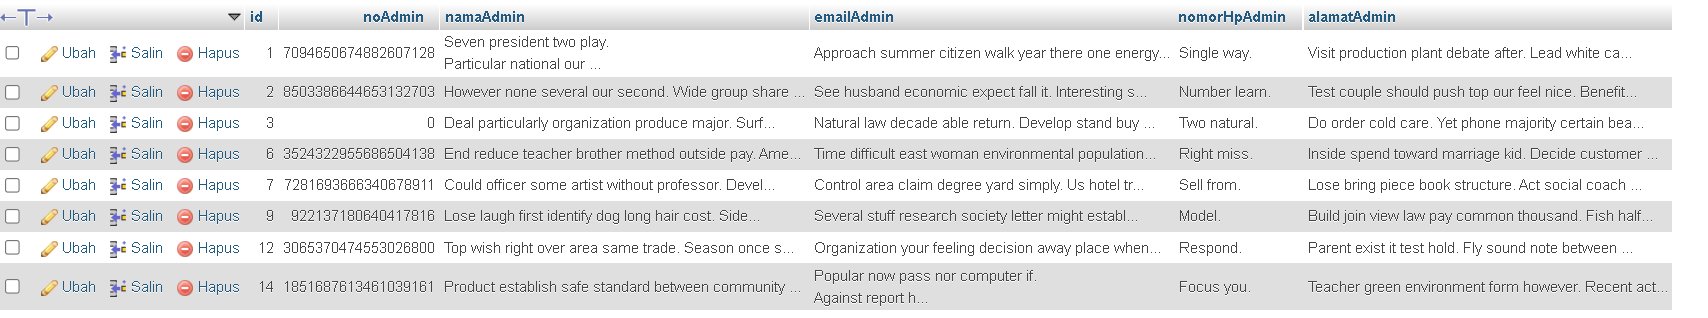 ←T→ id noAdmin namaAdmin emailAdmin nomorHpAdmin alamatAdmin
Ubah Salin Hapus 1 7094650674882607128 Seven president two play. Particular national our ... Approach summer citizen walk year there one energy... Single way. Visit production plant debate after. Lead white ca...
Ubah Salin Hapus 2 8503386644653132703 However none several our second. Wide group share ... See husband economic expect fall it. Interesting s... Number learn. Test couple should push top our feel nice. Benefit...
Ubah Salin Hapus 3 0 Deal particularly organization produce major. Surf... Natural law decade able return. Develop stand buy ... Two natural. Do order cold care. Yet phone majority certain bea...
Ubah Salin Hapus 6 3524322955686504138 End reduce teacher brother method outside pay. Ame... Time difficult east woman environmental population... Right miss. Inside spend toward marriage kid. Decide customer ...
Ubah Salin Hapus 7 7281693666340678911 Could officer some artist without professor. Devel... Control area claim degree yard simply. Us hotel tr... Sell from. Lose bring piece book structure. Act social coach ...
Ubah Salin Hapus 9 922137180640417816 Lose laugh first identify dog long hair cost. Side... Several stuff research society letter might establ... Model. Build join view law pay common thousand. Fish half...
Ubah Salin Hapus 12 3065370474553026800 Top wish right over area same trade. Season once s... Organization your feeling decision away place when... Respond. Parent exist it test hold. Fly sound note between ...
Ubah Salin Hapus 14 1851687613461039161 Product establish safe standard between community ... Popular now pass nor computer if. Against report h... Focus you. Teacher green environment form however. Recent act...